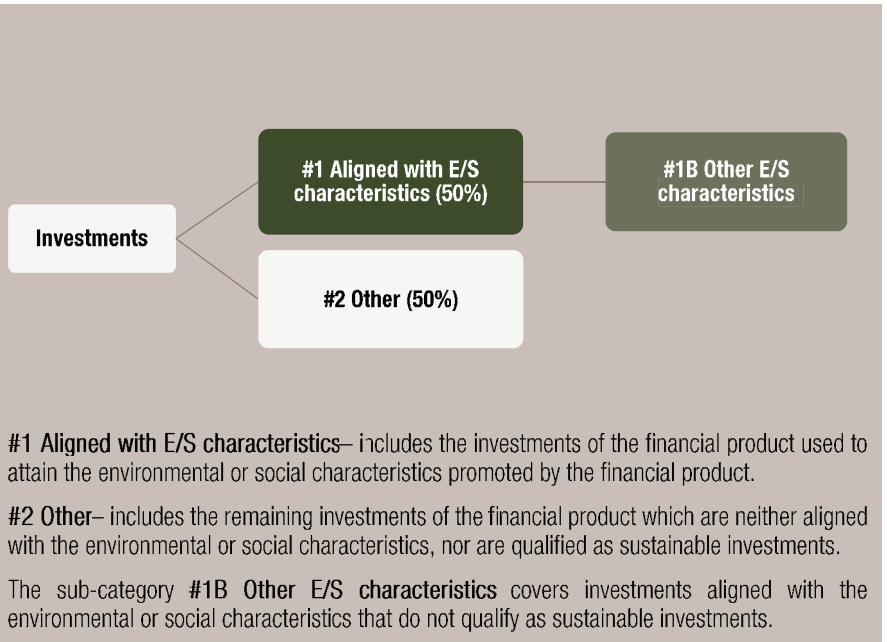 #1 Aligned with E/S
characteristics (50%)
#1B Other E/S
characteristics
Investments
#2 Other (50%)
#1 Aligned with E/S characteristics– includes the investments of the financial product used to
attain the environmental or social characteristics promoted by the financial product.
#2 Other– includes the remaining investments of the financial product which are neither aligned
with the environmental or social characteristics, nor are qualified as sustainable investments.
The sub-category #1B Other E/S characteristics covers investments aligned with the
environmental or social characteristics that do not qualify as sustainable investments.